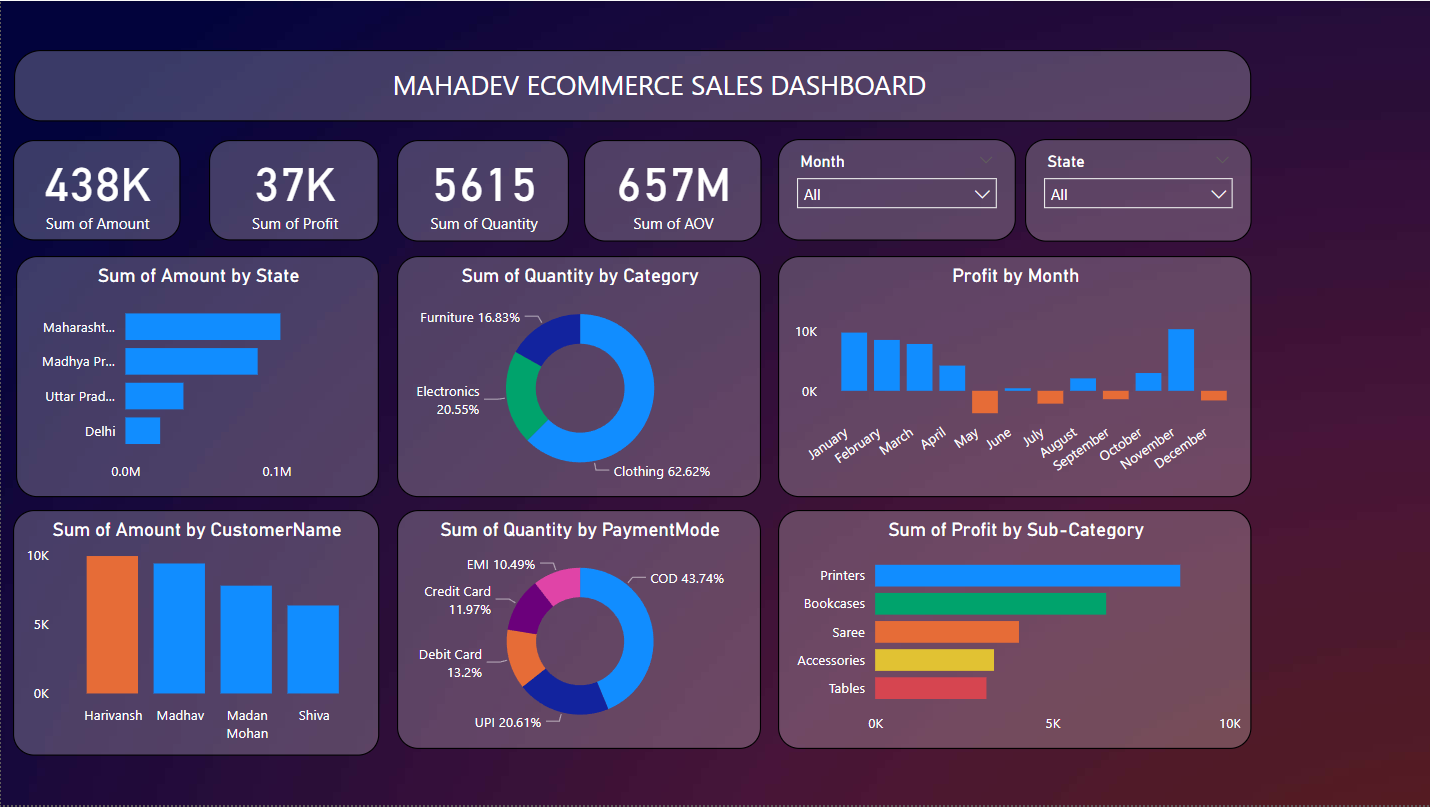 MAHADEV ECOMMERCE SALES DASHBOARD
438K
Sum of Amount
37K
Sum of Profit
5615
Sum of Quantity
657M
Sum of AOV
Month
All
State
All
Sum of Amount by State
Maharasht...
Madhya Pr...
Uttar Prad...
Delhi
0.0M
0.1M
Sum of Quantity by Category
Furniture 16.83%
Electronics
20.55%
Clothing 62.62%
Profit by Month
10K
0K
January
February
March
April
May
June
July
August
September
October
November
December
Sum of Amount by CustomerName
10K
5K
0K
Harivansh
Madhav
Madan
Mohan
Shiva
Sum of Quantity by PaymentMode
EMI 10.49%
COD 43.74%
Credit Card
11.97%
Debit Card
13.2%
UPI 20.61%
Sum of Profit by Sub-Category
Printers
Bookcases
Saree
Accessories
Tables
0K
5K
10K